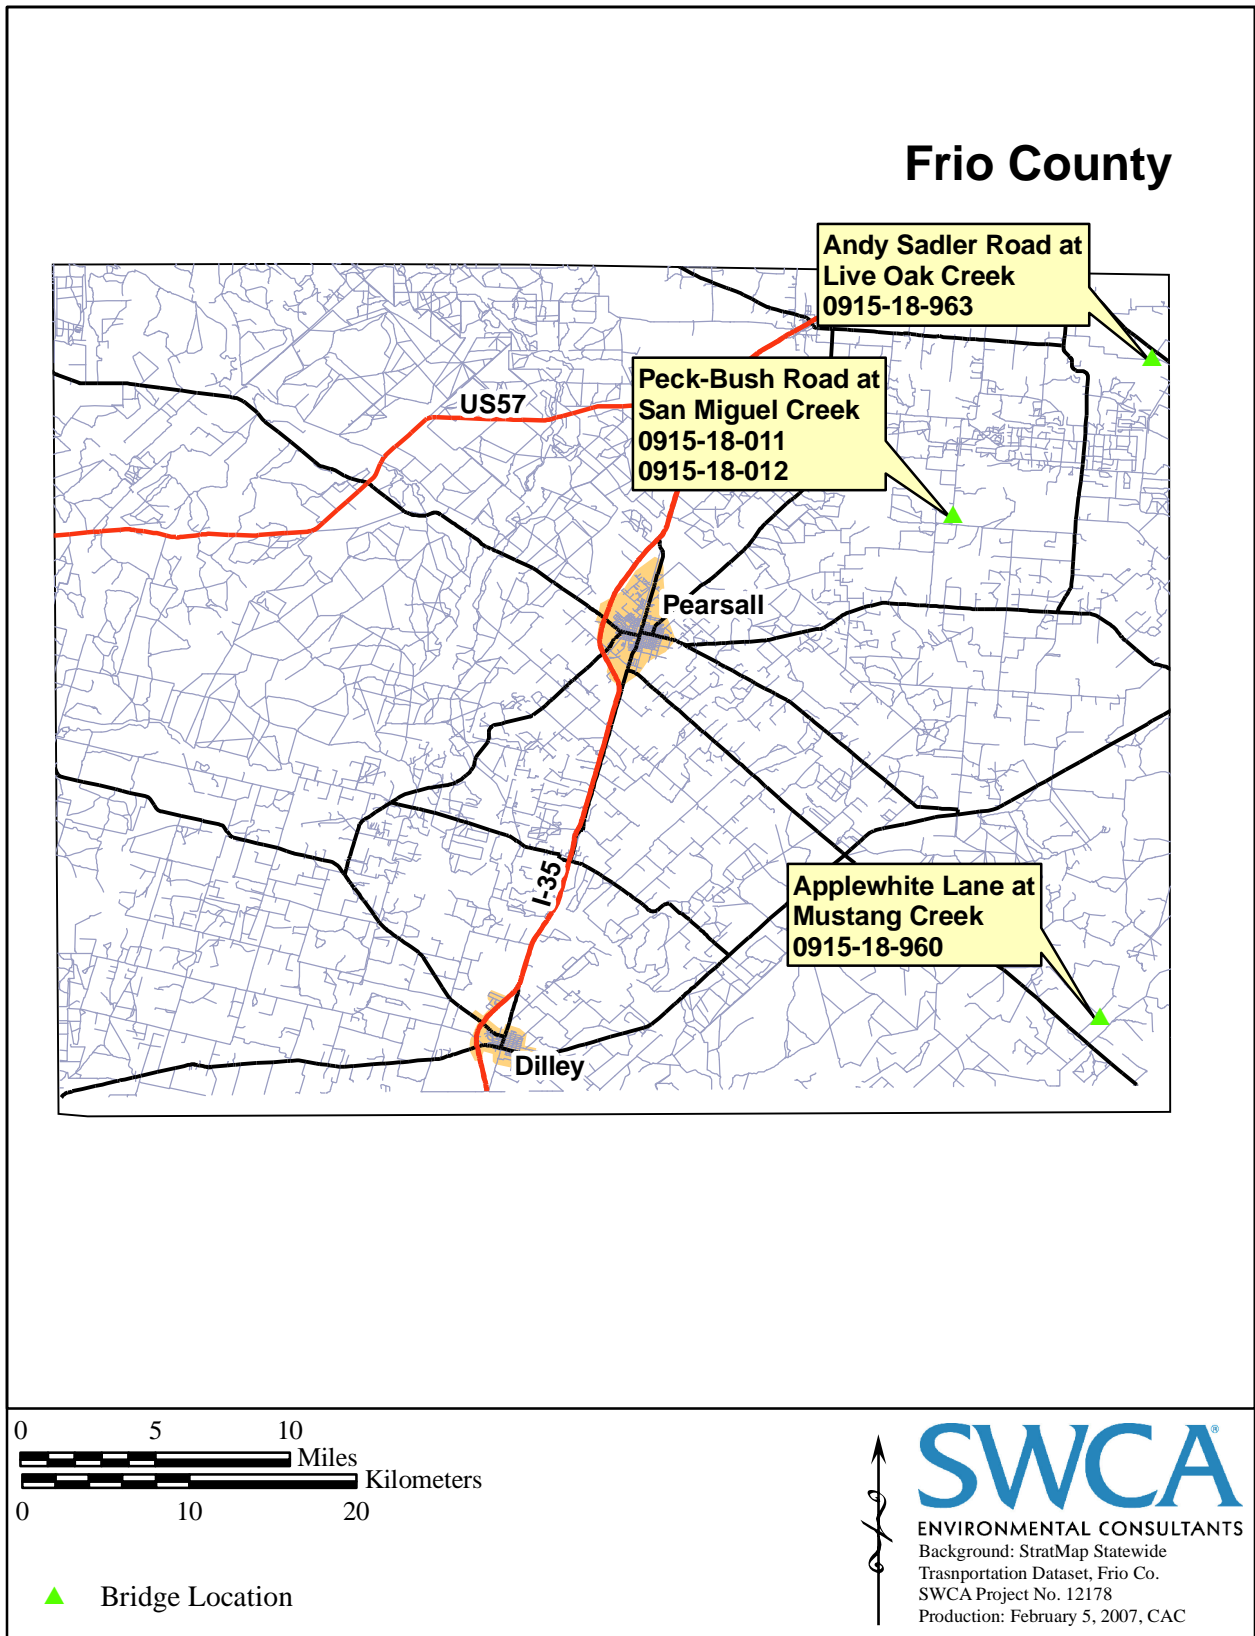 Frio County
Andy Sadler Road at
Live Oak Creek
0915-18-963
Peck-Bush Road at
San Miguel Creek
0915-18-011
0915-18-012
US57
Pearsall
I-35
Applewhite Lane at
Mustang Creek
0915-18-960
Dilley
0 5 10
Miles
Kilometers
0 10 20
Bridge Location
SWCA®
ENVIRONMENTAL CONSULTANTS
Background: StratMap Statewide
Trasnportation Dataset, Frio Co.
SWCA Project No. 12178
Production: February 5, 2007, CAC